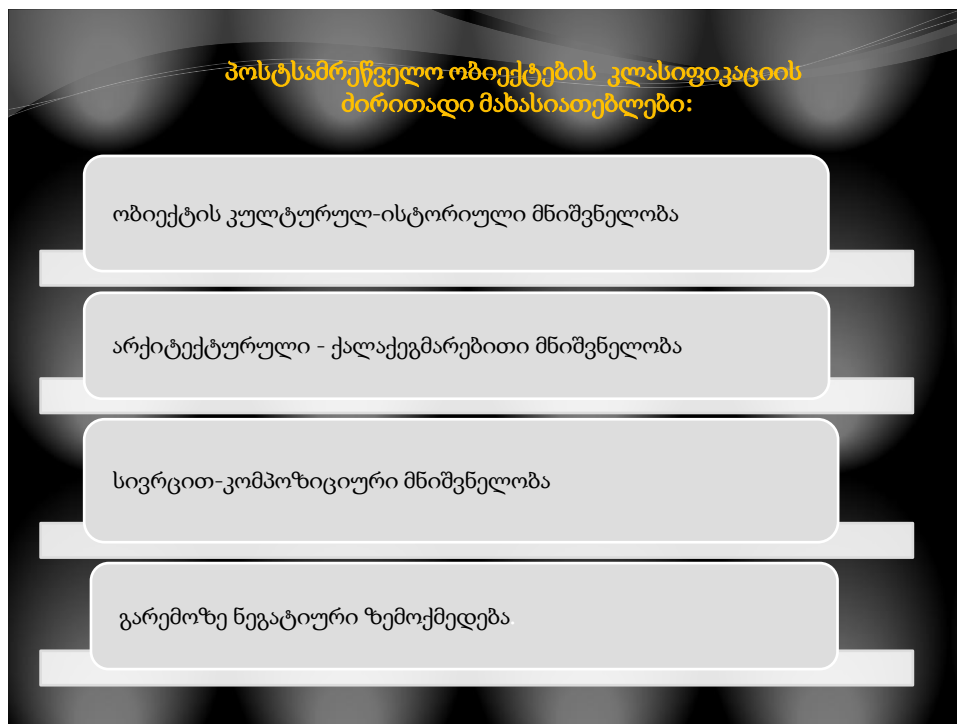 პოსტსამრეწველო ობიექტების კლასიფიკაციის
ძირითადი მახასიათებლები:
ობიექტის კულტურულ-ისტორიული მნიშვნელობა
არქიტექტურული - ქალაქეგმარებითი მნიშვნელობა
სივრცით-კომპოზიციური მნიშვნელობა
გარემოზე ნეგატიური ზემოქმედება.